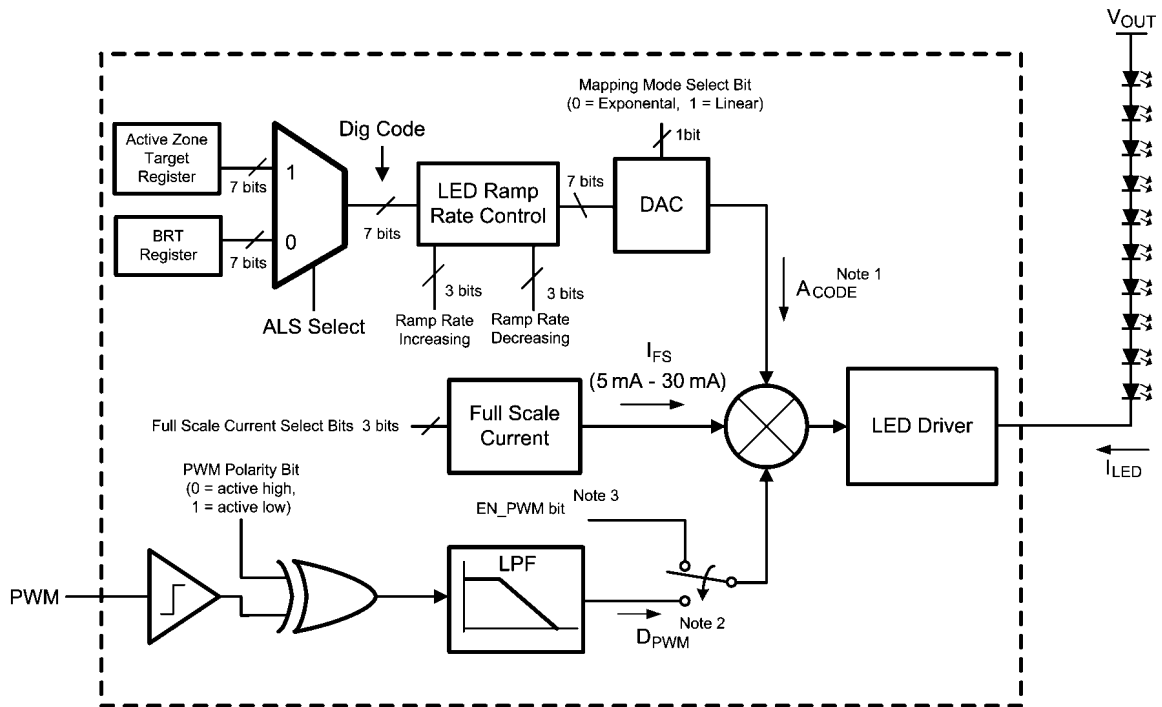 VOUT
Mapping Mode Select Bit
(0 = Exponental, 1 = Linear)
1bit
Dig Code
Active Zone
Target
Register
7 bits
1
BRT
Register
7 bits
0
7 bits
ALS Select
LED Ramp
Rate Control
7 bits
3 bits
3 bits
Ramp Rate
Increasing
Ramp Rate
Decreasing
DAC
ACODE Note 1
IFS
(5 mA - 30 mA)
Full Scale Current Select Bits 3 bits
Full Scale
Current
LED Driver
ILED
PWM Polarity Bit
(0 = active high,
1 = active low)
EN_PWM bit Note 3
PWM
LPF
DPWM Note 2